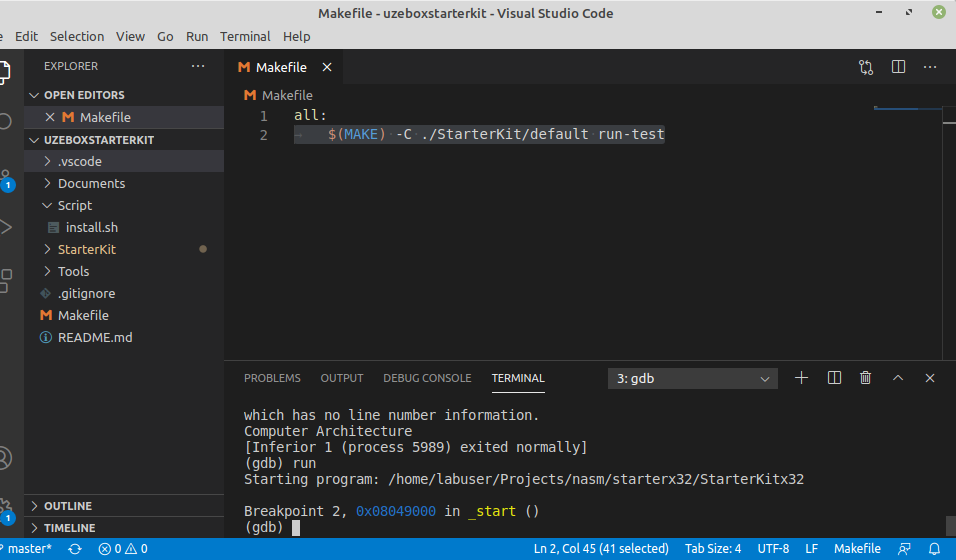 Makefile - uzeboxstarterkit - Visual Studio Code
Edit Selection View Go Run Terminal Help
EXPLORER
OPEN EDITORS
Makefile
UZEBOXSTARTERKIT
.vscode
Documents
Script
install.sh
StarterKit
Tools
.gitignore
Makefile
README.md
OUTLINE
TIMELINE
1
1
Makefile
Makefile
1 all:
2 $(MAKE) -C ./StarterKit/default run-test
PROBLEMS OUTPUT DEBUG CONSOLE TERMINAL 3: gdb
which has no line number information.
Computer Architecture
[Inferior 1 (process 5989) exited normally]
(gdb) run
Starting program: /home/labuser/Projects/nasm/starterx32/StarterKitx32
Breakpoint 2, 0x08049000 in _start ()
(gdb)
master* 0 0 Ln 2, Col 45 (41 selected) Tab Size: 4 UTF-8 LF Makefile